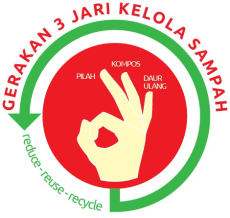 GERAKAN 3 JARI KELOLA SAMPAH
KOMPOS
PILAH
DAUR
ULANG
reduce - reuse - recycle